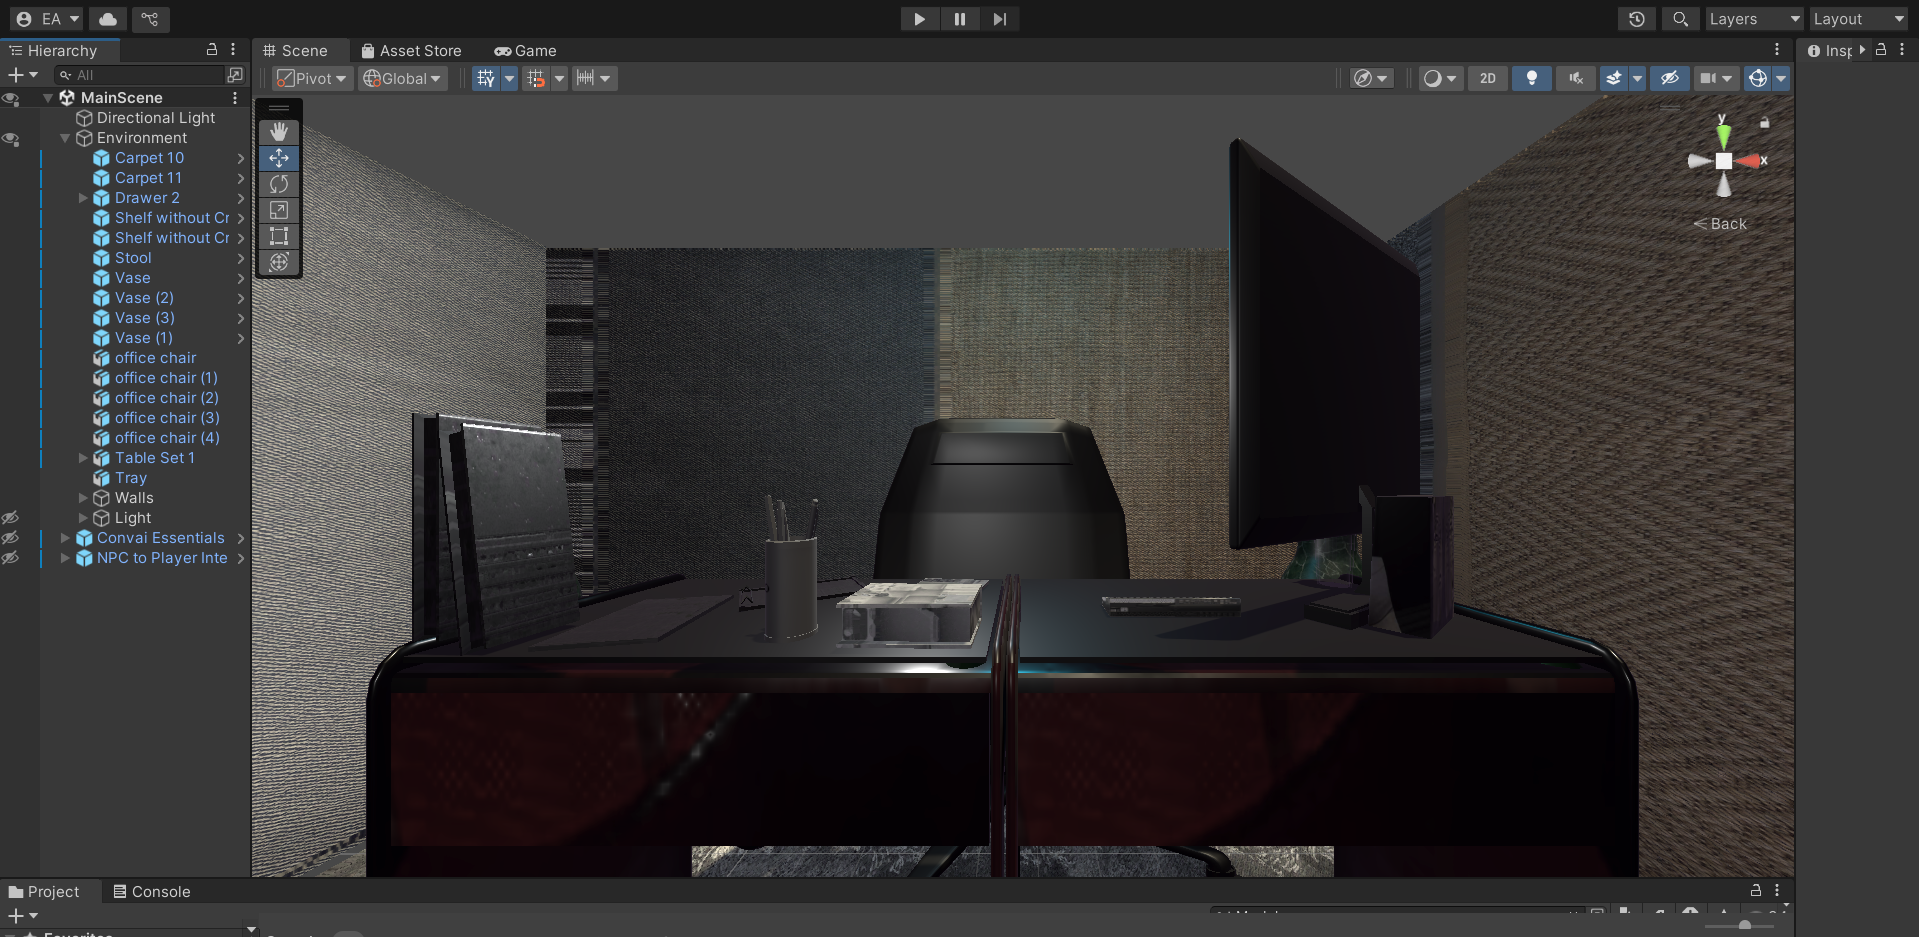 EA
Layers
Layout
Hierarchy
Scene
Asset Store
Game
Insp
All
Pivot
Global
2D
MainScene
Directional Light
Environment
Carpet 10
Carpet 11
Drawer 2
Shelf without Cr
Shelf without Cr
Stool
Vase
Vase (2)
Vase (3)
Vase (1)
office chair
office chair (1)
office chair (2)
office chair (3)
office chair (4)
Table Set 1
Tray
Walls
Light
Convai Essentials
NPC to Player Inte
y
x
Back
Project
Console
Favorites